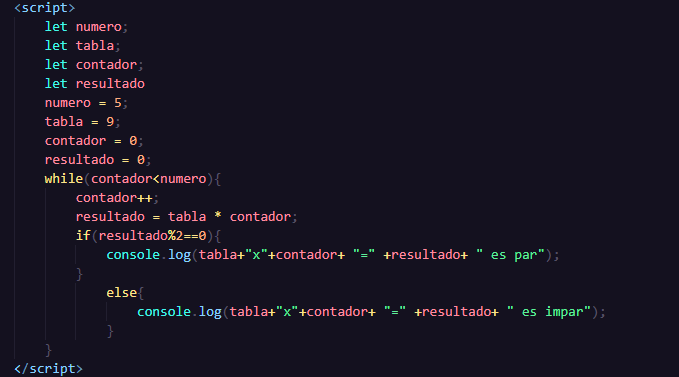 <script>
    let numero;
    let tabla;
    let contador;
    let resultado
    numero = 5;
    tabla = 9;
    contador = 0;
    resultado = 0;
    while(contador<numero){
        contador++;
        resultado = tabla * contador;
        if(resultado%2==0){
            console.log(tabla+"x"+contador+ "=" +resultado+ " es par");
        }
            else{
                console.log(tabla+"x"+contador+ "=" +resultado+ " es impar");
            }
    }
</script>